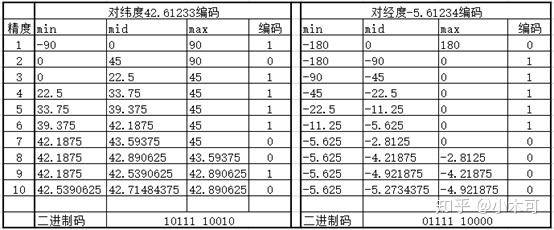 对纬度42.61233编码 对经度-5.61234编码
精度 min mid max 编码 min mid max 编码
1 -90 0 90 1 -180 0 180 0
2 0 45 90 0 -180 -90 0 1
3 0 22.5 45 1 -90 -45 0 1
4 22.5 33.75 45 1 -45 -22.5 0 1
5 33.75 39.375 45 1 -22.5 -11.25 0 1
6 39.375 42.1875 45 1 -11.25 -5.625 0 1
7 42.1875 43.59375 45 0 -5.625 -2.8125 0 0
8 42.1875 42.890625 43.59375 0 -5.625 -4.21875 -2.8125 0
9 42.1875 42.5390625 42.890625 1 -5.625 -4.921875 -4.21875 0
10 42.5390625 42.71484375 42.890625 0 -5.625 -5.2734375 -4.921875 0
二进制码 10111 10010 二进制码 01111 10000
知乎 @小木可